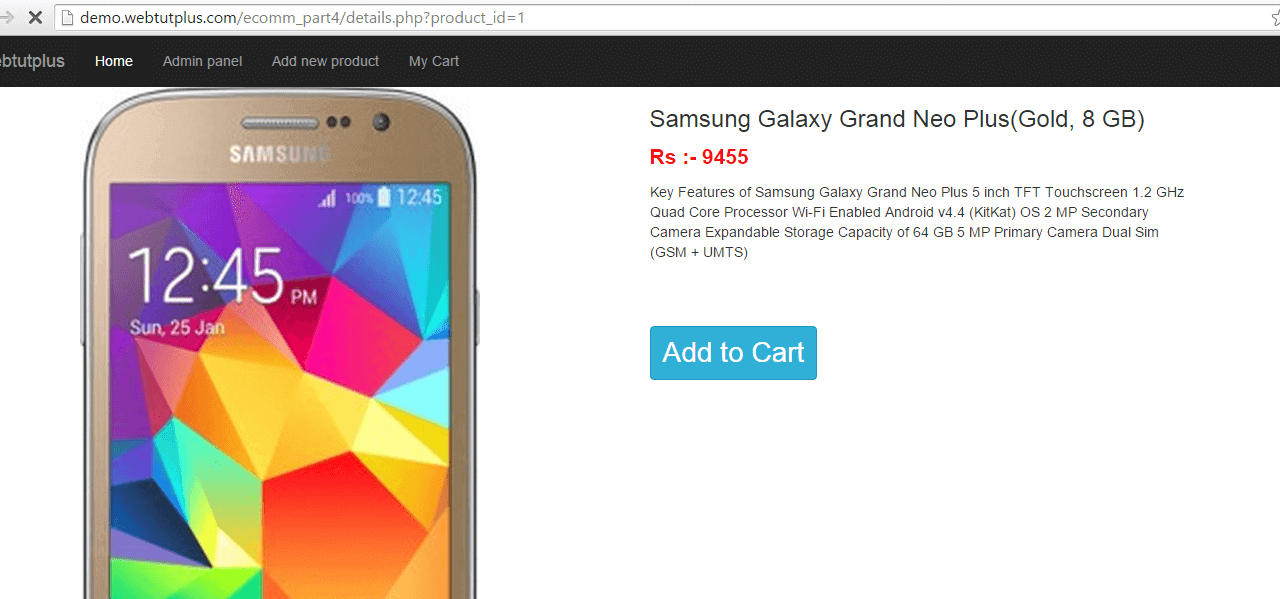 demo.webtutplus.com/ecomm_part4/details.php?product_id=1
btutplus Home Admin panel Add new product My Cart
SAMSUNG
100% 12:45
12:45 PM
Sun, 25 Jan
Samsung Galaxy Grand Neo Plus(Gold, 8 GB)
Rs :- 9455
Key Features of Samsung Galaxy Grand Neo Plus 5 inch TFT Touchscreen 1.2 GHz
Quad Core Processor Wi-Fi Enabled Android v4.4 (KitKat) OS 2 MP Secondary
Camera Expandable Storage Capacity of 64 GB 5 MP Primary Camera Dual Sim
(GSM + UMTS)
Add to Cart